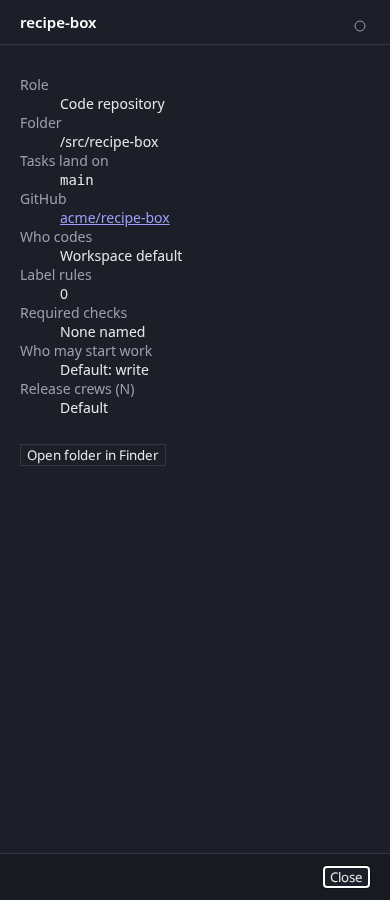 recipe-box
Role
Code repository
Folder
/src/recipe-box
Tasks land on
main
GitHub
acme/recipe-box
Who codes
Workspace default
Label rules
0
Required checks
None named
Who may start work
Default: write
Release crews (N)
Default
Open folder in Finder
Close